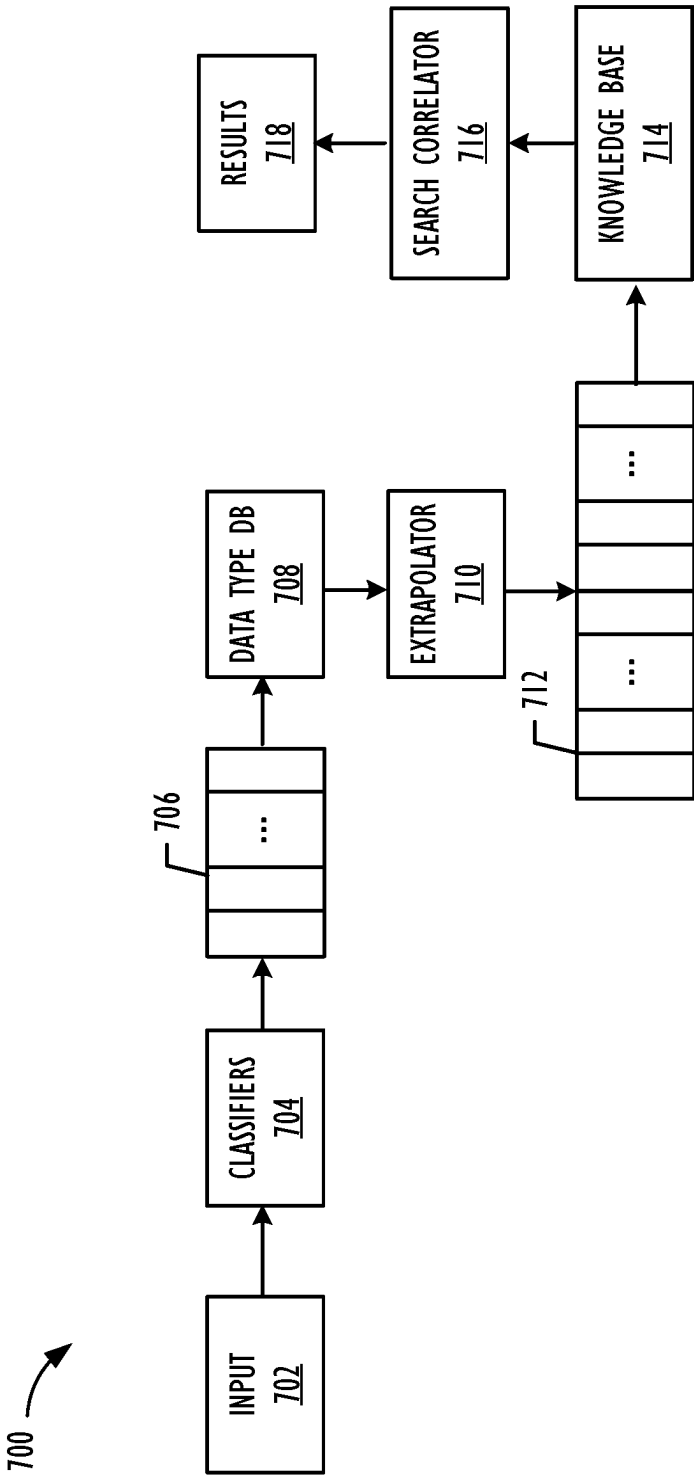 700
INPUT
702
CLASSIFIERS
704
706
...
DATA TYPE DB
708
EXTRAPOLATOR
710
712
...
...
KNOWLEDGE BASE
714
SEARCH CORRELATOR
716
RESULTS
718